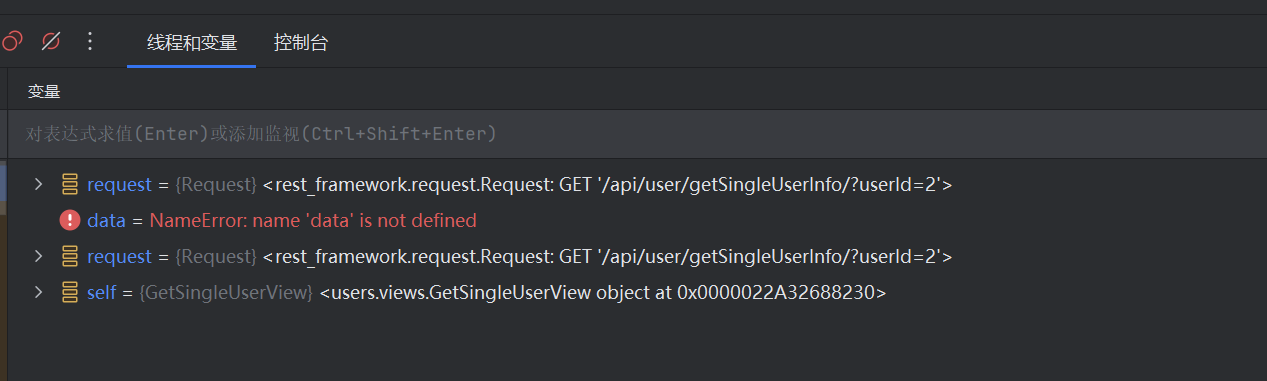 线程和变量 控制台
变量
对表达式求值(Enter)或添加监视(Ctrl+Shift+Enter)
request = {Request} <rest_framework.request.Request: GET '/api/user/getSingleUserInfo/?userId=2'>
data = NameError: name 'data' is not defined
request = {Request} <rest_framework.request.Request: GET '/api/user/getSingleUserInfo/?userId=2'>
self = {GetSingleUserView} <users.views.GetSingleUserView object at 0x0000022A32688230>